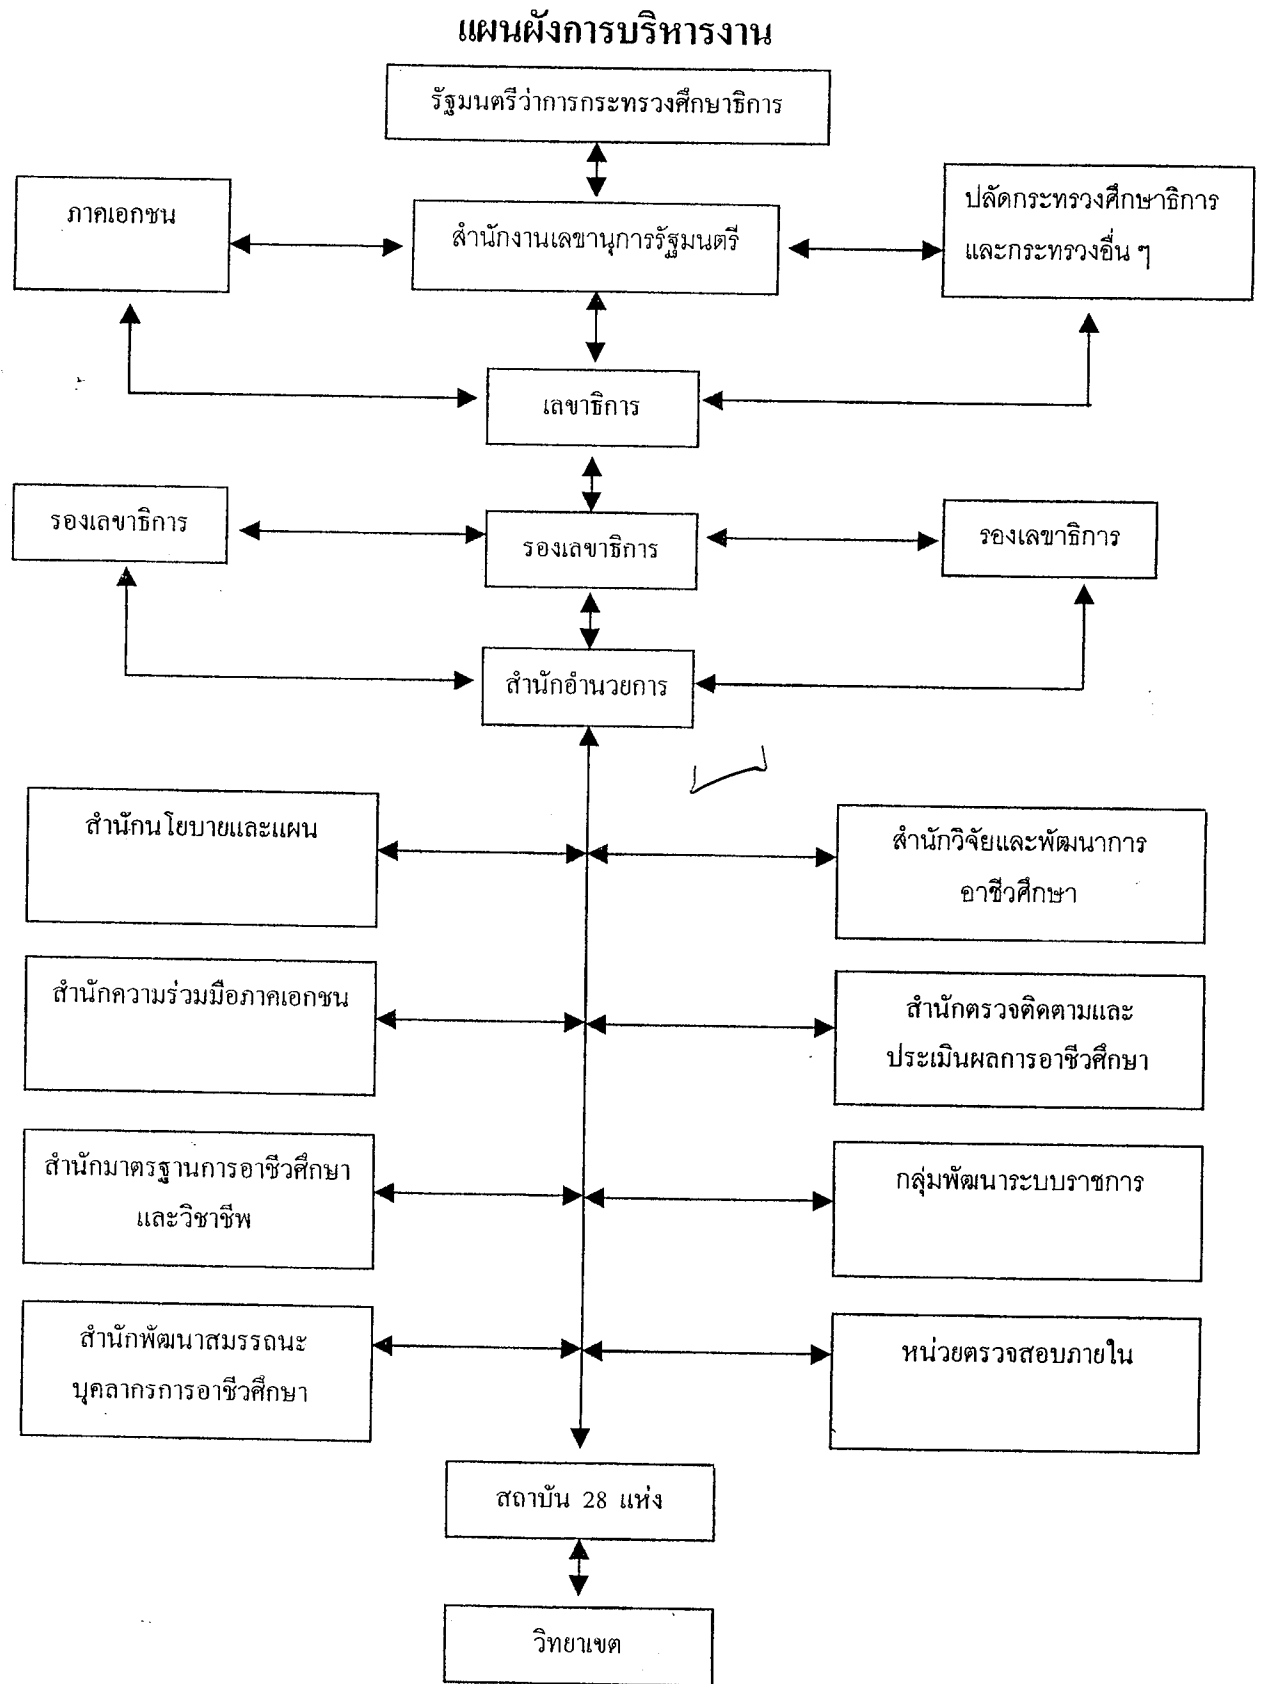 แผนผังการบริหารงาน
รัฐมนตรีว่าการกระทรวงศึกษาธิการ
ภาคเอกชน
สำนักงานเลขานุการรัฐมนตรี
ปลัดกระทรวงศึกษาธิการ
และกระทรวงอื่น ๆ
เลขาธิการ
รองเลขาธิการ
รองเลขาธิการ
รองเลขาธิการ
สำนักอำนวยการ
สำนักนโยบายและแผน
สำนักวิจัยและพัฒนาการ
อาชีวศึกษา
สำนักความร่วมมือภาคเอกชน
สำนักตรวจติดตามและ
ประเมินผลการอาชีวศึกษา
สำนักมาตรฐานการอาชีวศึกษา
และวิชาชีพ
กลุ่มพัฒนาระบบราชการ
สำนักพัฒนาสมรรถนะ
บุคลากรการอาชีวศึกษา
หน่วยตรวจสอบภายใน
สถาบัน 28 แห่ง
วิทยาเขต